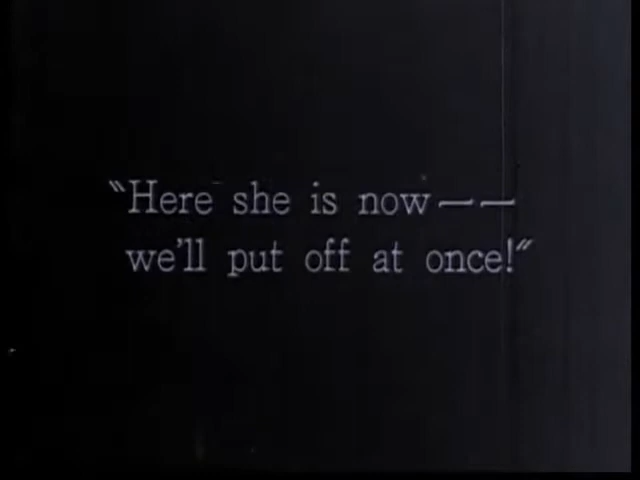 "Here she is now——
we'll put off at once!"